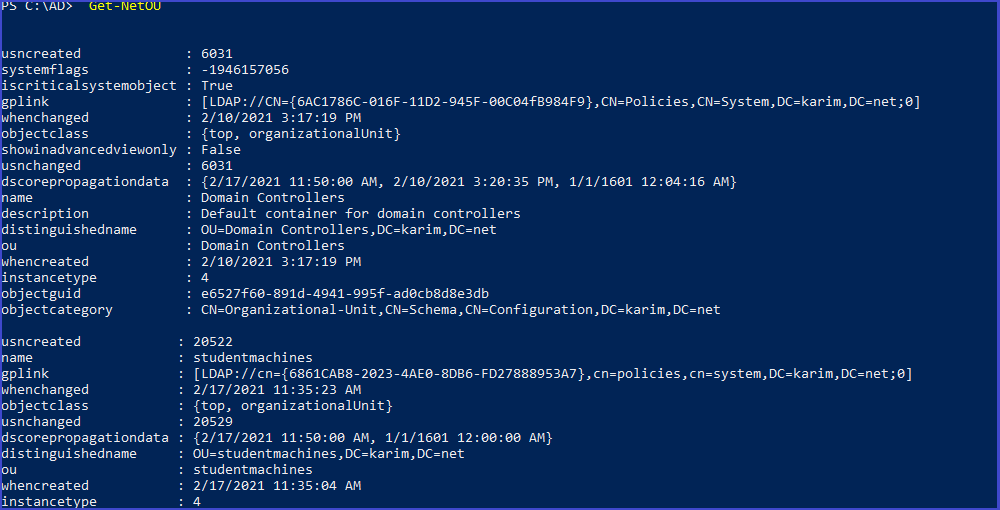 PS C:\AD>  Get-NetOU
usncreated             : 6031
systemflags            : -1946157056
iscriticalsystemobject : True
gplink                 : [LDAP://CN={6AC1786C-016F-11D2-945F-00C04fB984F9},CN=Policies,CN=System,DC=karim,DC=net;0]
whenchanged            : 2/10/2021 3:17:19 PM
objectclass            : {top, organizationalUnit}
showinadvancedviewonly : False
usnchanged             : 6031
dscorepropagationdata  : {2/17/2021 11:50:00 AM, 2/10/2021 3:20:35 PM, 1/1/1601 12:04:16 AM}
name                   : Domain Controllers
description            : Default container for domain controllers
distinguishedname      : OU=Domain Controllers,DC=karim,DC=net
ou                     : Domain Controllers
whencreated            : 2/10/2021 3:17:19 PM
instancetype           : 4
objectguid             : e6527f60-891d-4941-995f-ad0cb8d8e3db
objectcategory         : CN=Organizational-Unit,CN=Schema,CN=Configuration,DC=karim,DC=net
usncreated            : 20522
name                  : studentmachines
gplink                : [LDAP://cn={6861CAB8-2023-4AE0-8DB6-FD27888953A7},cn=policies,cn=system,DC=karim,DC=net;0]
whenchanged           : 2/17/2021 11:35:23 AM
objectclass           : {top, organizationalUnit}
usnchanged            : 20529
dscorepropagationdata : {2/17/2021 11:50:00 AM, 1/1/1601 12:00:00 AM}
distinguishedname     : OU=studentmachines,DC=karim,DC=net
ou                    : studentmachines
whencreated           : 2/17/2021 11:35:04 AM
instancetype          : 4